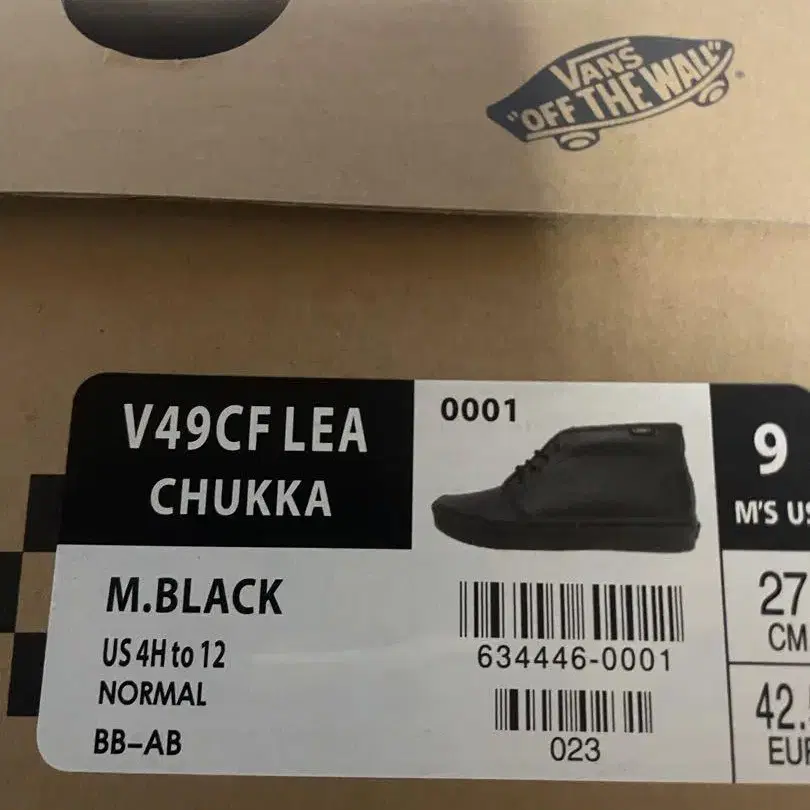 VANS
"OFF THE WALL"
V49CF LEA
CHUKKA
0001
9
M'S US
M.BLACK
US 4H to 12
NORMAL
BB-AB
634446-0001
023
27
CM
42.
EUR